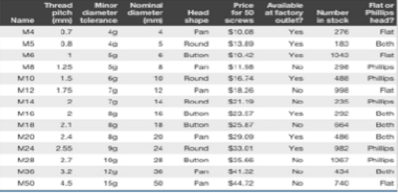 Name Thread pitch (mm) Minor diameter tolerance Nominal diameter (mm) Head shape Price for 50 screws Available at factory outlet? Number in stock Flat or Phillips head?
M4 0.7 4g 4 Pan $10.08 Yes 276 Flat
M5 0.8 4g 5 Round $13.89 Yes 183 Both
M6 1 5g 6 Button $10.42 Yes 1043 Flat
M8 1.25 5g 8 Pan $11.98 No 298 Phillips
M10 1.5 6g 10 Round $16.74 Yes 488 Phillips
M12 1.75 7g 12 Pan $18.26 No 998 Flat
M14 2 7g 14 Round $21.19 No 235 Phillips
M16 2 8g 16 Button $23.57 Yes 292 Both
M18 2.1 8g 18 Button $25.87 No 664 Both
M20 2.4 8g 20 Pan $29.09 Yes 486 Both
M24 2.55 9g 24 Round $33.01 Yes 982 Phillips
M28 2.7 10g 28 Button $35.66 No 1067 Phillips
M36 3.2 12g 36 Pan $41.32 No 434 Both
M50 4.5 15g 50 Pan $44.72 No 740 Flat